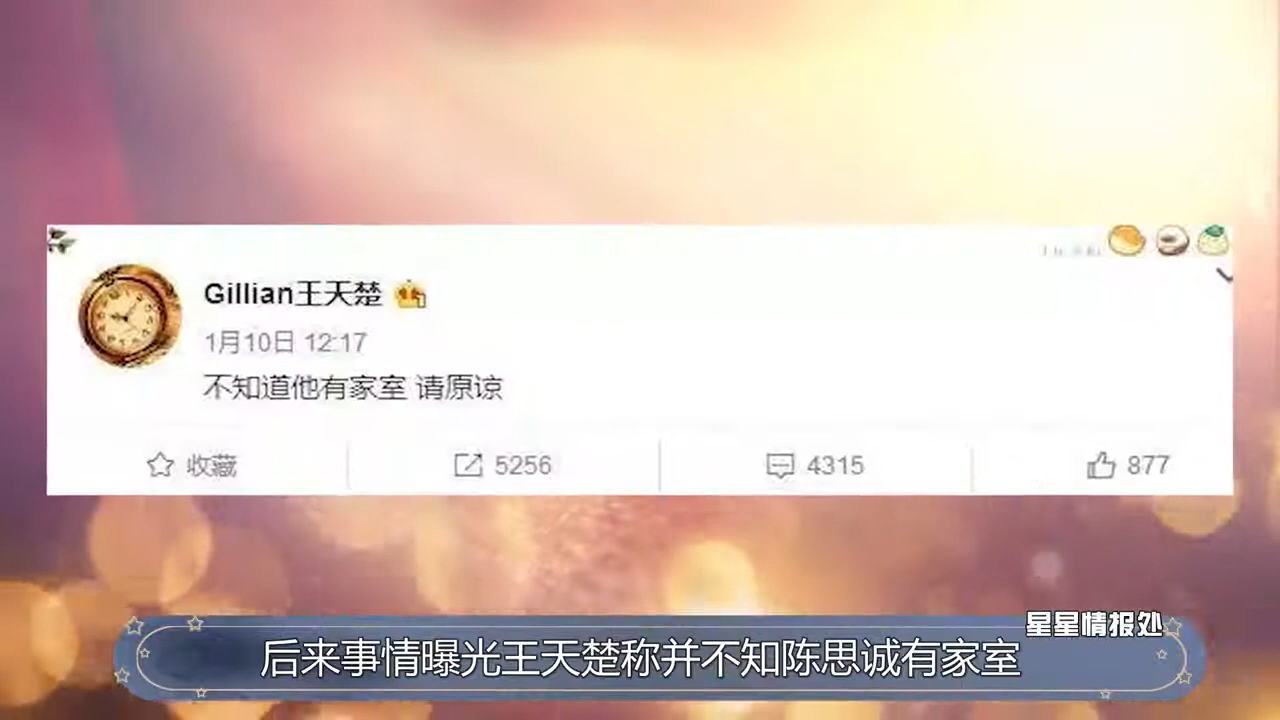 Gillian王天楚
1月10日 12:17
不知道他有家室 请原谅
收藏
5256
4315
877
星星情报处
后来事情曝光王天楚称并不知陈思诚有家室